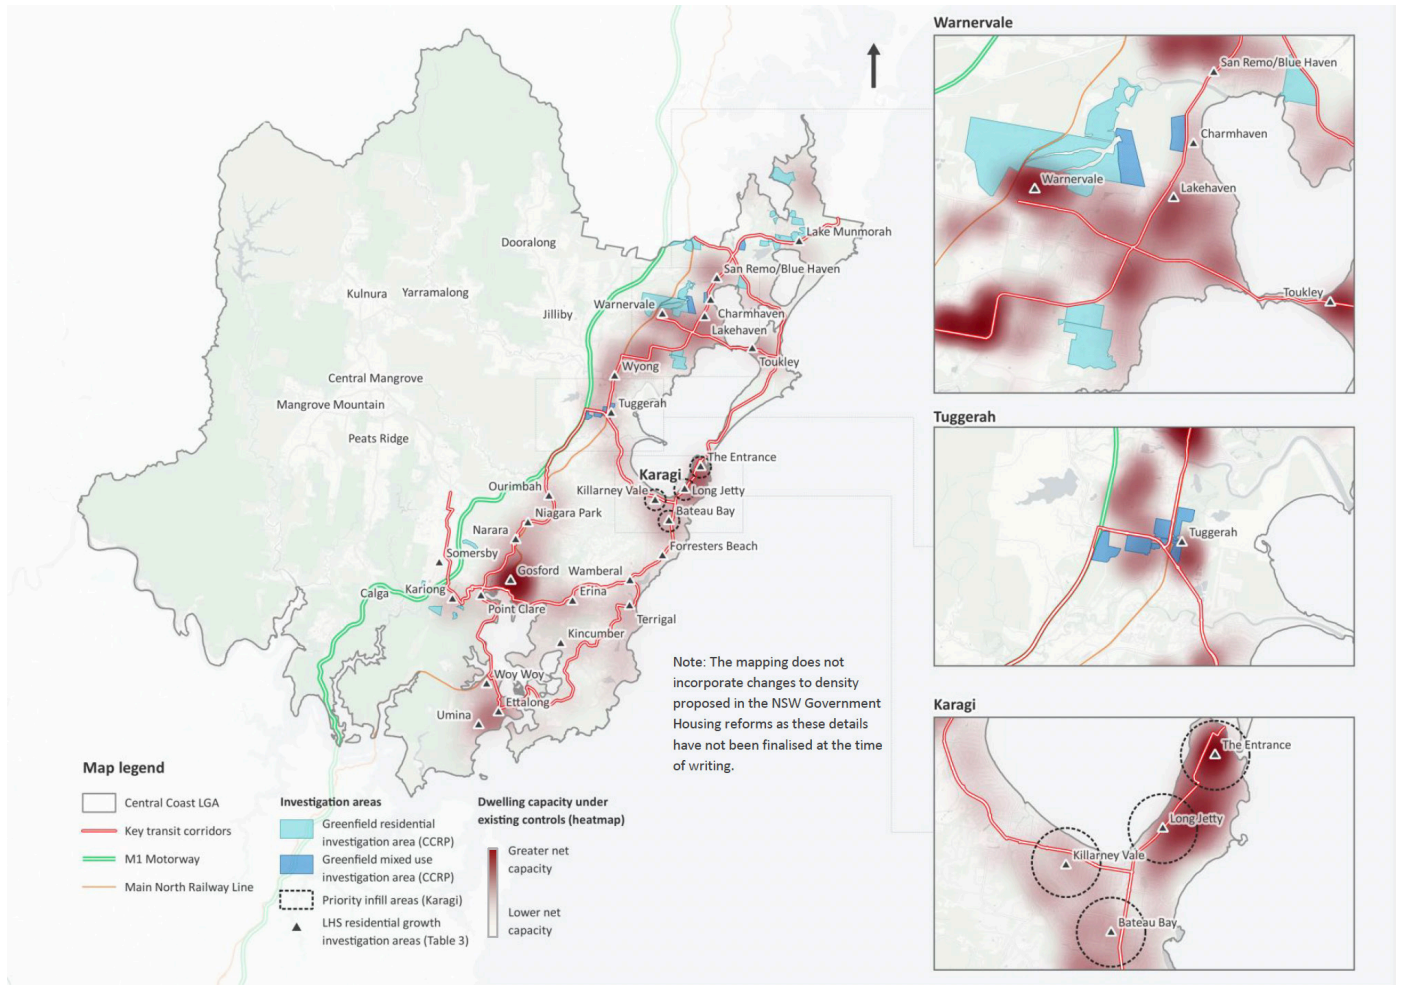 Warnervale
San Remo/Blue Haven
Charmhaven
Warnervale
Lakehaven
Toukley
Tuggerah
Tuggerah
Karagi
The Entrance
Long Jetty
Killarney Vale
Bateau Bay
Lake Munmorah
Dooralong
San Remo/Blue Haven
Kulnura
Yarramalong
Warnervale
Jilliby
Charmhaven
Lakehaven
Toukley
Wyong
Central Mangrove
Mangrove Mountain
Tuggerah
Peats Ridge
The Entrance
Karagi
Ourimbah
Killarney Vale
Long Jetty
Niagara Park
Bateau Bay
Narara
Forresters Beach
Somersby
Gosford
Wamberal
Calga
Kariong
Erina
Point Clare
Terrigal
Kincumber
Woy Woy
Ettalong
Umina
Note: The mapping does not
incorporate changes to density
proposed in the NSW Government
Housing reforms as these details
have not been finalised at the time
of writing.
Map legend
Central Coast LGA
Key transit corridors
M1 Motorway
Main North Railway Line
Investigation areas
Greenfield residential
investigation area (CCRP)
Greenfield mixed use
investigation area (CCRP)
Priority infill areas (Karagi)
LHS residential growth
investigation areas (Table 3)
Dwelling capacity under
existing controls (heatmap)
Greater net
capacity
Lower net
capacity